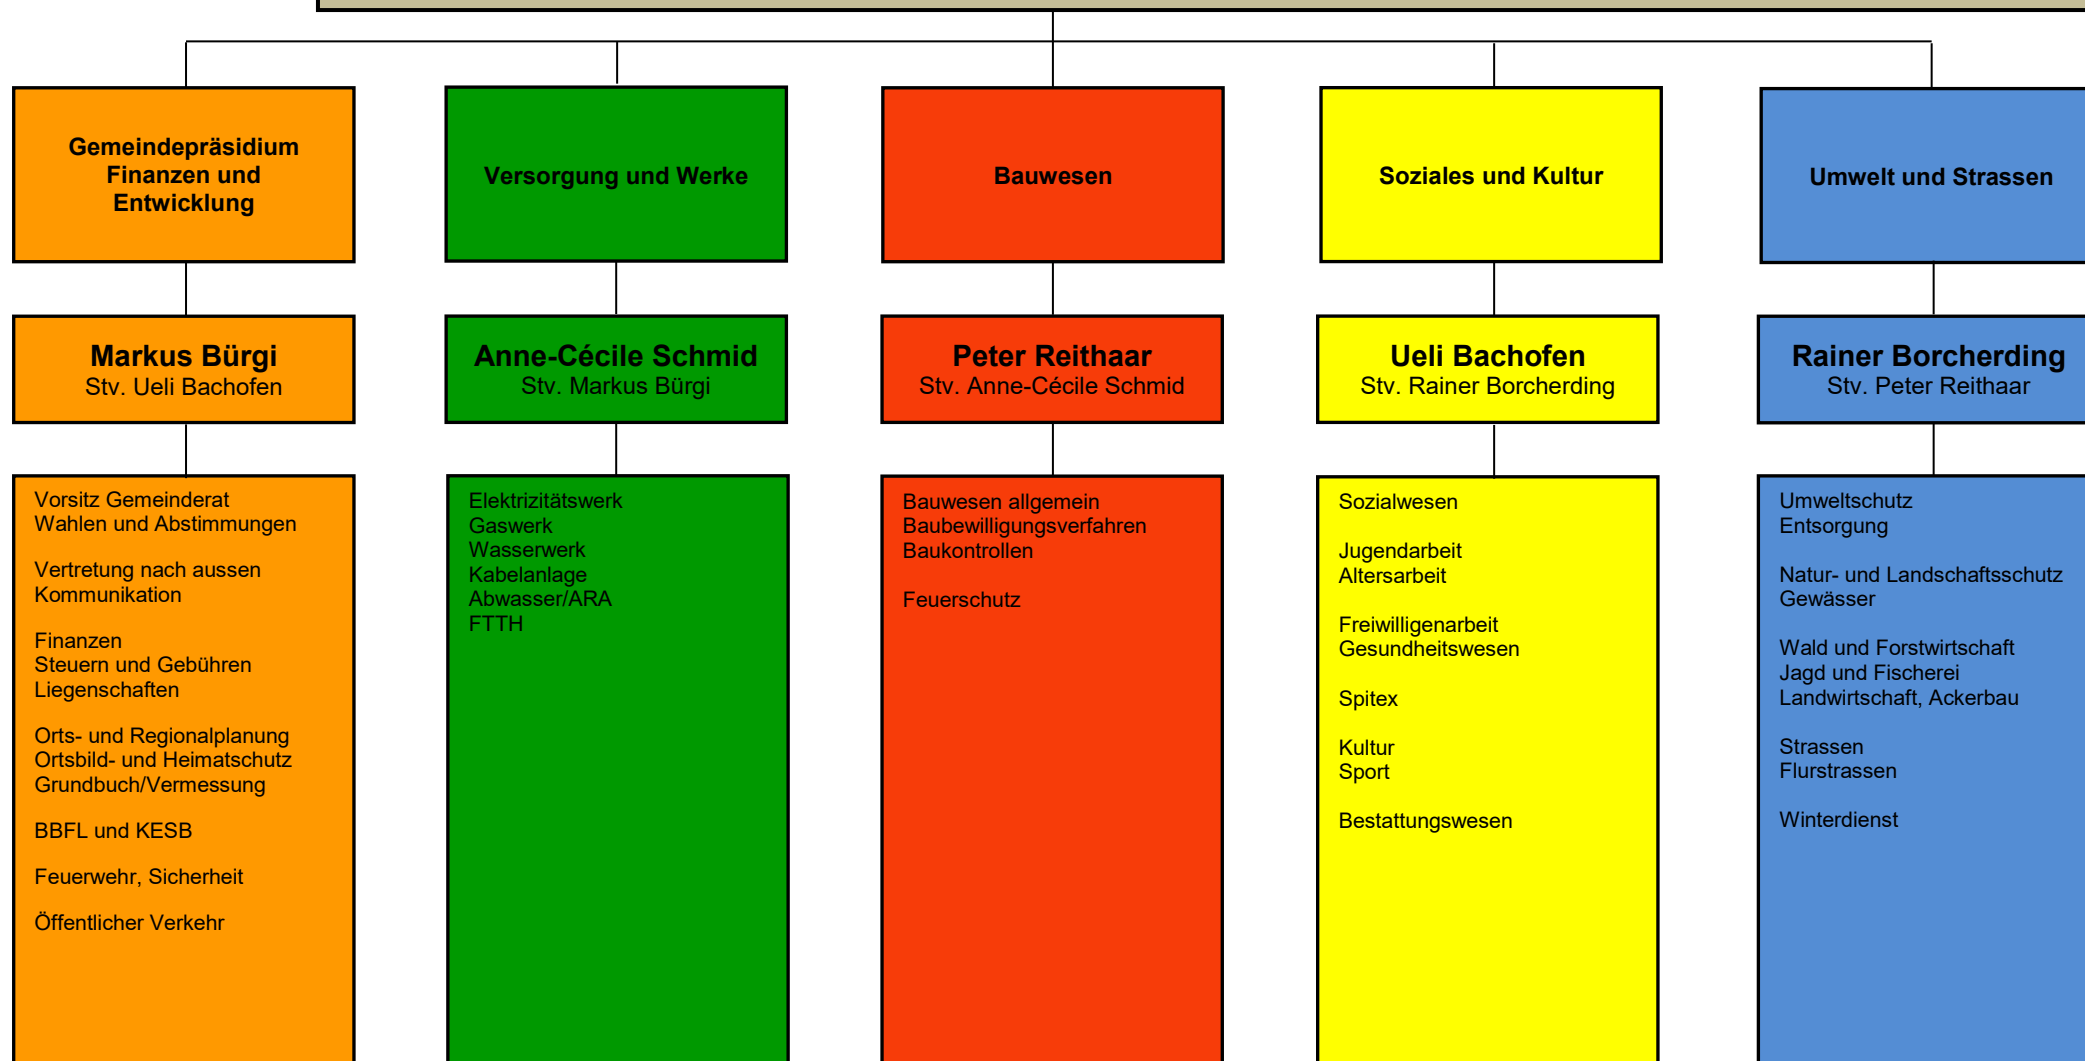 Gemeindepräsidium
Finanzen und
Entwicklung
Versorgung und Werke
Bauwesen
Soziales und Kultur
Umwelt und Strassen
Markus Bürgi
Stv. Ueli Bachofen
Anne-Cécile Schmid
Stv. Markus Bürgi
Peter Reithaar
Stv. Anne-Cécile Schmid
Ueli Bachofen
Stv. Rainer Borcherding
Rainer Borcherding
Stv. Peter Reithaar
Vorsitz Gemeinderat
Wahlen und Abstimmungen
Vertretung nach aussen
Kommunikation
Finanzen
Steuern und Gebühren
Liegenschaften
Orts- und Regionalplanung
Ortsbild- und Heimatschutz
Grundbuch/Vermessung
BBFL und KESB
Feuerwehr, Sicherheit
Öffentlicher Verkehr
Elektrizitätswerk
Gaswerk
Wasserwerk
Kabelanlage
Abwasser/ARA
FTTH
Bauwesen allgemein
Baubewilligungsverfahren
Baukontrollen
Feuerschutz
Sozialwesen
Jugendarbeit
Altersarbeit
Freiwilligenarbeit
Gesundheitswesen
Spitex
Kultur
Sport
Bestattungswesen
Umweltschutz
Entsorgung
Natur- und Landschaftsschutz
Gewässer
Wald und Forstwirtschaft
Jagd und Fischerei
Landwirtschaft, Ackerbau
Strassen
Flurstrassen
Winterdienst